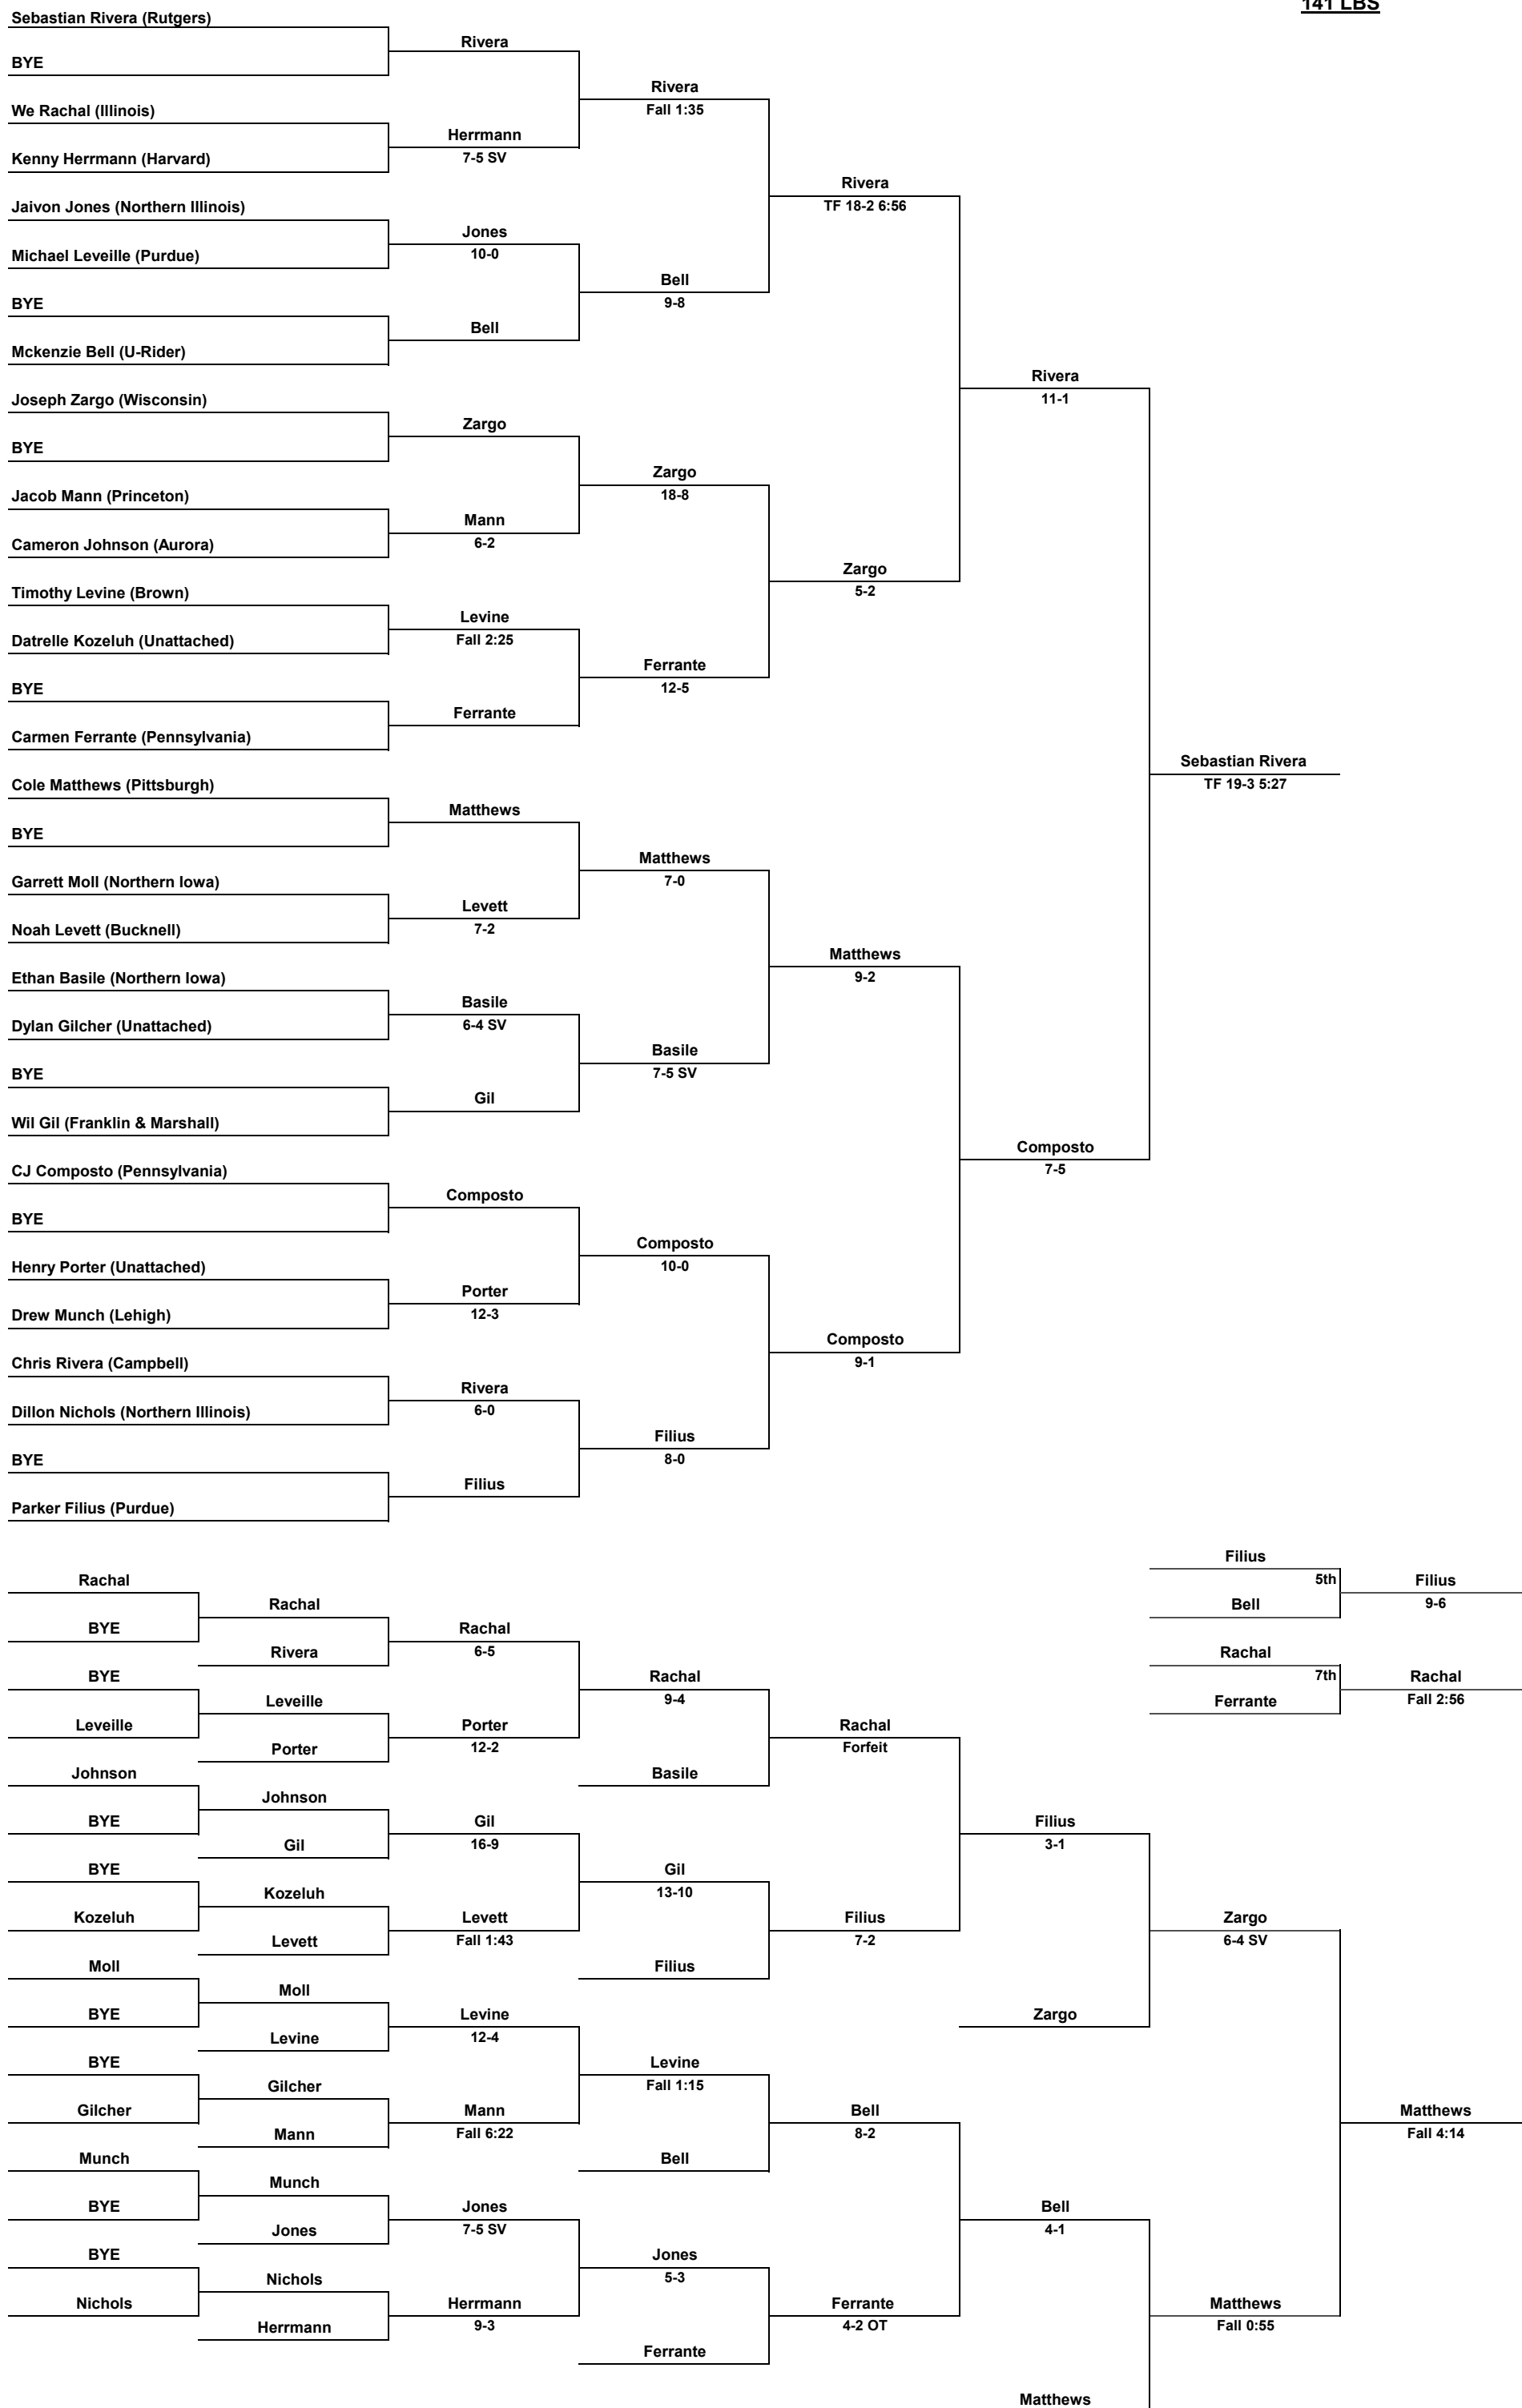 141 LBS
Sebastian Rivera (Rutgers)
Rivera
BYE
Rivera
Fall 1:35
We Rachal (Illinois)
Herrmann
7-5 SV
Kenny Herrmann (Harvard)
Rivera
TF 18-2 6:56
Jaivon Jones (Northern Illinois)
Jones
10-0
Michael Leveille (Purdue)
Bell
9-8
BYE
Bell
Mckenzie Bell (U-Rider)
Rivera
11-1
Joseph Zargo (Wisconsin)
Zargo
BYE
Zargo
18-8
Jacob Mann (Princeton)
Mann
6-2
Cameron Johnson (Aurora)
Zargo
5-2
Timothy Levine (Brown)
Levine
Fall 2:25
Datrelle Kozeluh (Unattached)
Ferrante
12-5
BYE
Ferrante
Carmen Ferrante (Pennsylvania)
Sebastian Rivera
TF 19-3 5:27
Cole Matthews (Pittsburgh)
Matthews
BYE
Matthews
7-0
Garrett Moll (Northern Iowa)
Levett
7-2
Noah Levett (Bucknell)
Matthews
9-2
Ethan Basile (Northern Iowa)
Basile
6-4 SV
Dylan Gilcher (Unattached)
Basile
7-5 SV
BYE
Gil
Wil Gil (Franklin & Marshall)
Composto
7-5
CJ Composto (Pennsylvania)
Composto
BYE
Composto
10-0
Henry Porter (Unattached)
Porter
12-3
Drew Munch (Lehigh)
Composto
9-1
Chris Rivera (Campbell)
Rivera
6-0
Dillon Nichols (Northern Illinois)
Filius
8-0
BYE
Filius
Parker Filius (Purdue)
Filius
5th
Filius
9-6
Bell
Rachal
7th
Rachal
Fall 2:56
Ferrante
Rachal
Rachal
BYE
Rachal
6-5
Rivera
BYE
Rachal
9-4
Leveille
Leveille
Porter
12-2
Porter
Rachal
Forfeit
Johnson
Basile
Johnson
BYE
Gil
16-9
Gil
Filius
3-1
BYE
Gil
13-10
Kozeluh
Kozeluh
Levett
Fall 1:43
Levett
Filius
7-2
Zargo
6-4 SV
Moll
Filius
Moll
BYE
Levine
12-4
Levine
Zargo
BYE
Levine
Fall 1:15
Gilcher
Gilcher
Mann
Fall 6:22
Mann
Bell
8-2
Matthews
Fall 4:14
Munch
Bell
Munch
BYE
Jones
7-5 SV
Jones
Bell
4-1
BYE
Jones
5-3
Nichols
Nichols
Herrmann
9-3
Herrmann
Ferrante
4-2 OT
Matthews
Fall 0:55
Ferrante
Matthews